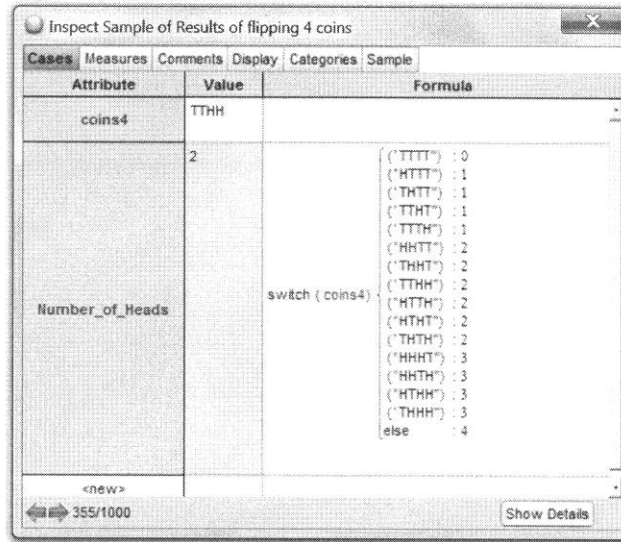 Inspect Sample of Results of flipping 4 coins
Cases Measures Comments Display Categories Sample
Attribute Value Formula
coins4 TTHH
Number_of_Heads 2 switch ( coins4)
("TTTT") : 0
("HTTT") : 1
("THTT") : 1
("TTHT") : 1
("TTTH") : 1
("HHTT") : 2
("THHT") : 2
("TTHH") : 2
("HTTH") : 2
("HTHT") : 2
("THTH") : 2
("HHHT") : 3
("HHTH") : 3
("HTHH") : 3
("THHH") : 3
else : 4
<new>
355/1000 Show Details